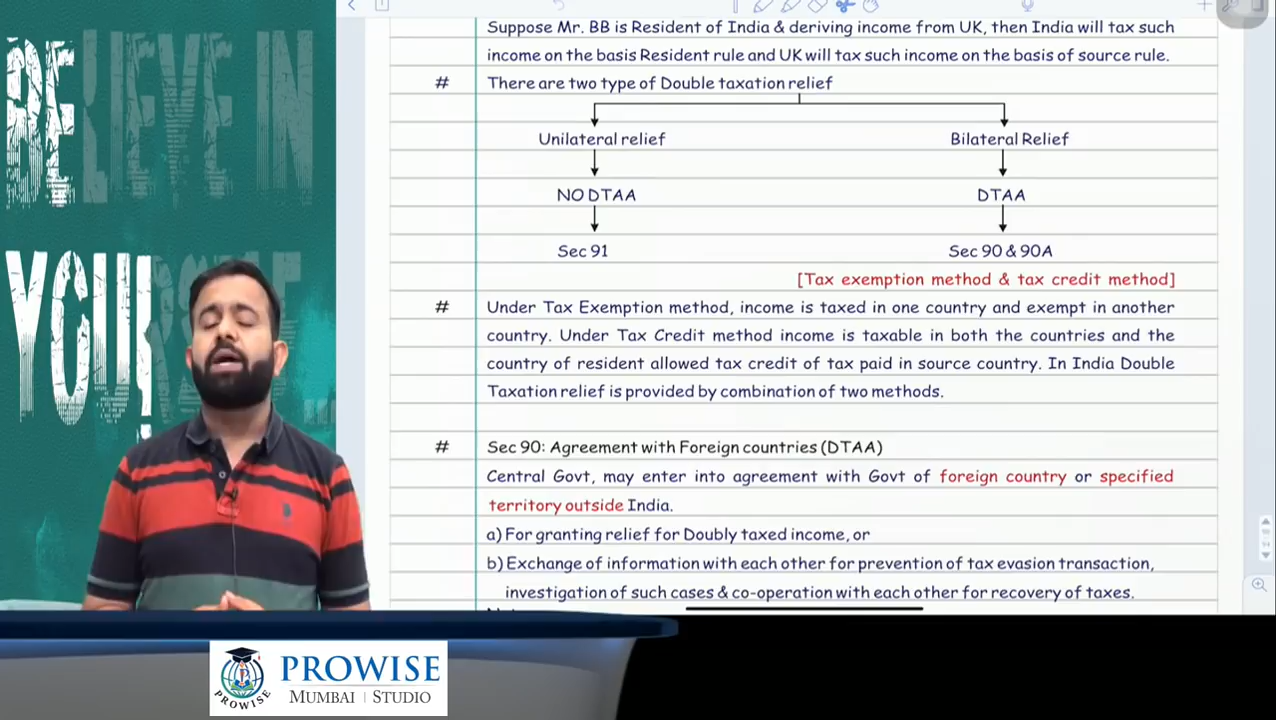 BELIEVE IN
YOU
Suppose Mr. BB is Resident of India & deriving income from UK, then India will tax such
income on the basis Resident rule and UK will tax such income on the basis of source rule.
# There are two type of Double taxation relief
Unilateral relief Bilateral Relief
NO DTAA DTAA
Sec 91 Sec 90 & 90A
[Tax exemption method & tax credit method]
# Under Tax Exemption method, income is taxed in one country and exempt in another
country. Under Tax Credit method income is taxable in both the countries and the
country of resident allowed tax credit of tax paid in source country. In India Double
Taxation relief is provided by combination of two methods.
# Sec 90: Agreement with Foreign countries (DTAA)
Central Govt, may enter into agreement with Govt of foreign country or specified
territory outside India.
a) For granting relief for Doubly taxed income, or
b) Exchange of information with each other for prevention of tax evasion transaction,
investigation of such cases & co-operation with each other for recovery of taxes.
PROWISE
PROWISE
MUMBAI | STUDIO